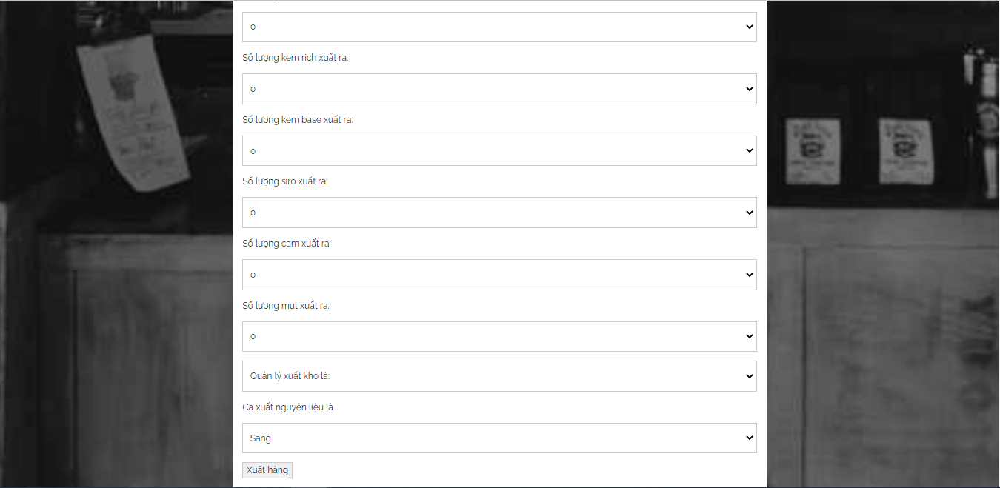 0
Số lượng kem rich xuất ra:
0
Số lượng kem base xuất ra:
0
Số lượng siro xuất ra:
0
Số lượng cam xuất ra:
0
Số lượng mut xuất ra:
0
Quản lý xuất kho là:
Ca xuất nguyên liệu là
Sang
Xuất hàng